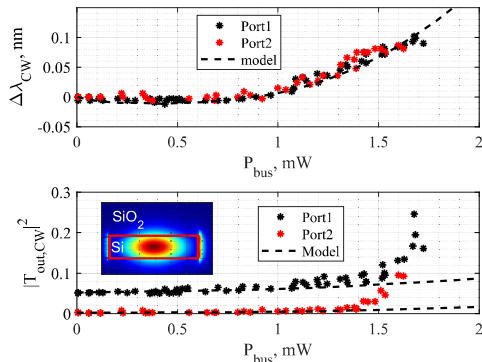 0.1
0.05
0
-0.05
Δλ_CW, nm
Port1
Port2
model
0 0.5 1 1.5 2
P_bus, mW
0.3
0.2
0.1
0
|T_out,CW|^2
SiO_2
Si
Port1
Port2
Model
0 0.5 1 1.5 2
P_bus, mW